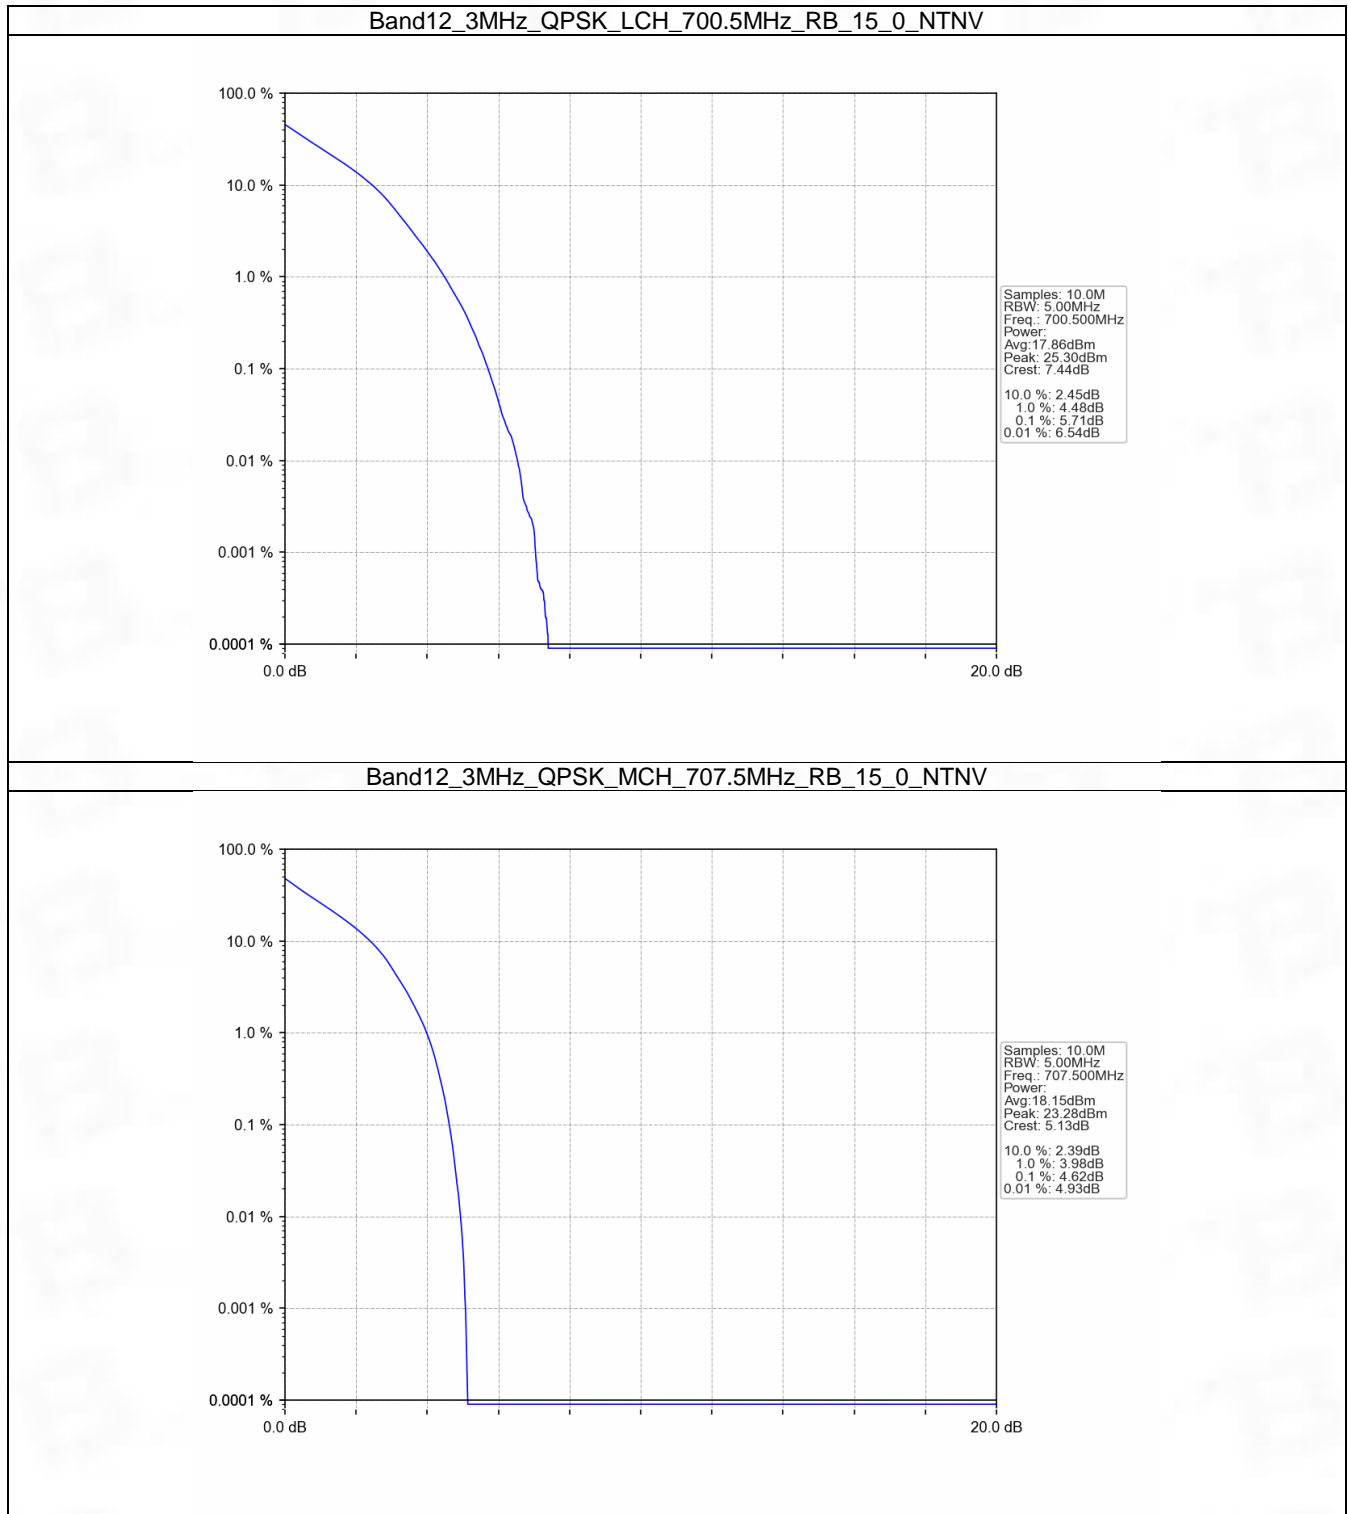 Band12_3MHz_QPSK_LCH_700.5MHz_RB_15_0_NTNV
100.0 %
10.0 %
1.0 %
0.1 %
0.01 %
0.001 %
0.0001 %
0.0 dB
20.0 dB
Samples: 10.0M
RBW: 5.00MHz
Freq.: 700.500MHz
Power:
Avg:17.86dBm
Peak: 25.30dBm
Crest: 7.44dB
10.0 %: 2.45dB
1.0 %: 4.48dB
0.1 %: 5.71dB
0.01 %: 6.54dB
Band12_3MHz_QPSK_MCH_707.5MHz_RB_15_0_NTNV
100.0 %
10.0 %
1.0 %
0.1 %
0.01 %
0.001 %
0.0001 %
0.0 dB
20.0 dB
Samples: 10.0M
RBW: 5.00MHz
Freq.: 707.500MHz
Power:
Avg:18.15dBm
Peak: 23.28dBm
Crest: 5.13dB
10.0 %: 2.39dB
1.0 %: 3.98dB
0.1 %: 4.62dB
0.01 %: 4.93dB